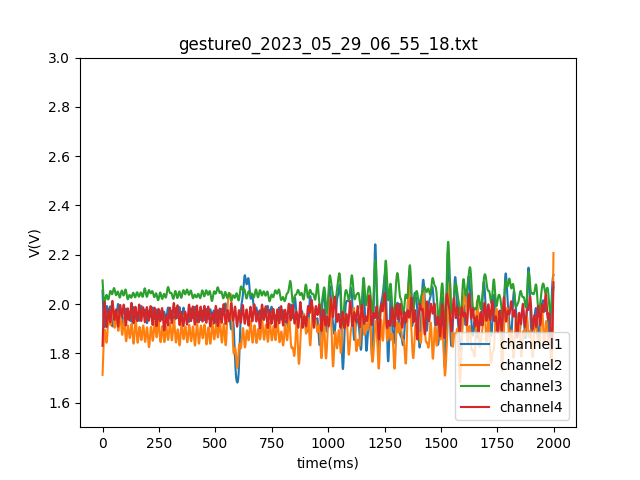 gesture0_2023_05_29_06_55_18.txt
3.0
2.8
2.6
2.4
2.2
2.0
1.8
1.6
V(V)
channel1
channel2
channel3
channel4
0 250 500 750 1000 1250 1500 1750 2000
time(ms)